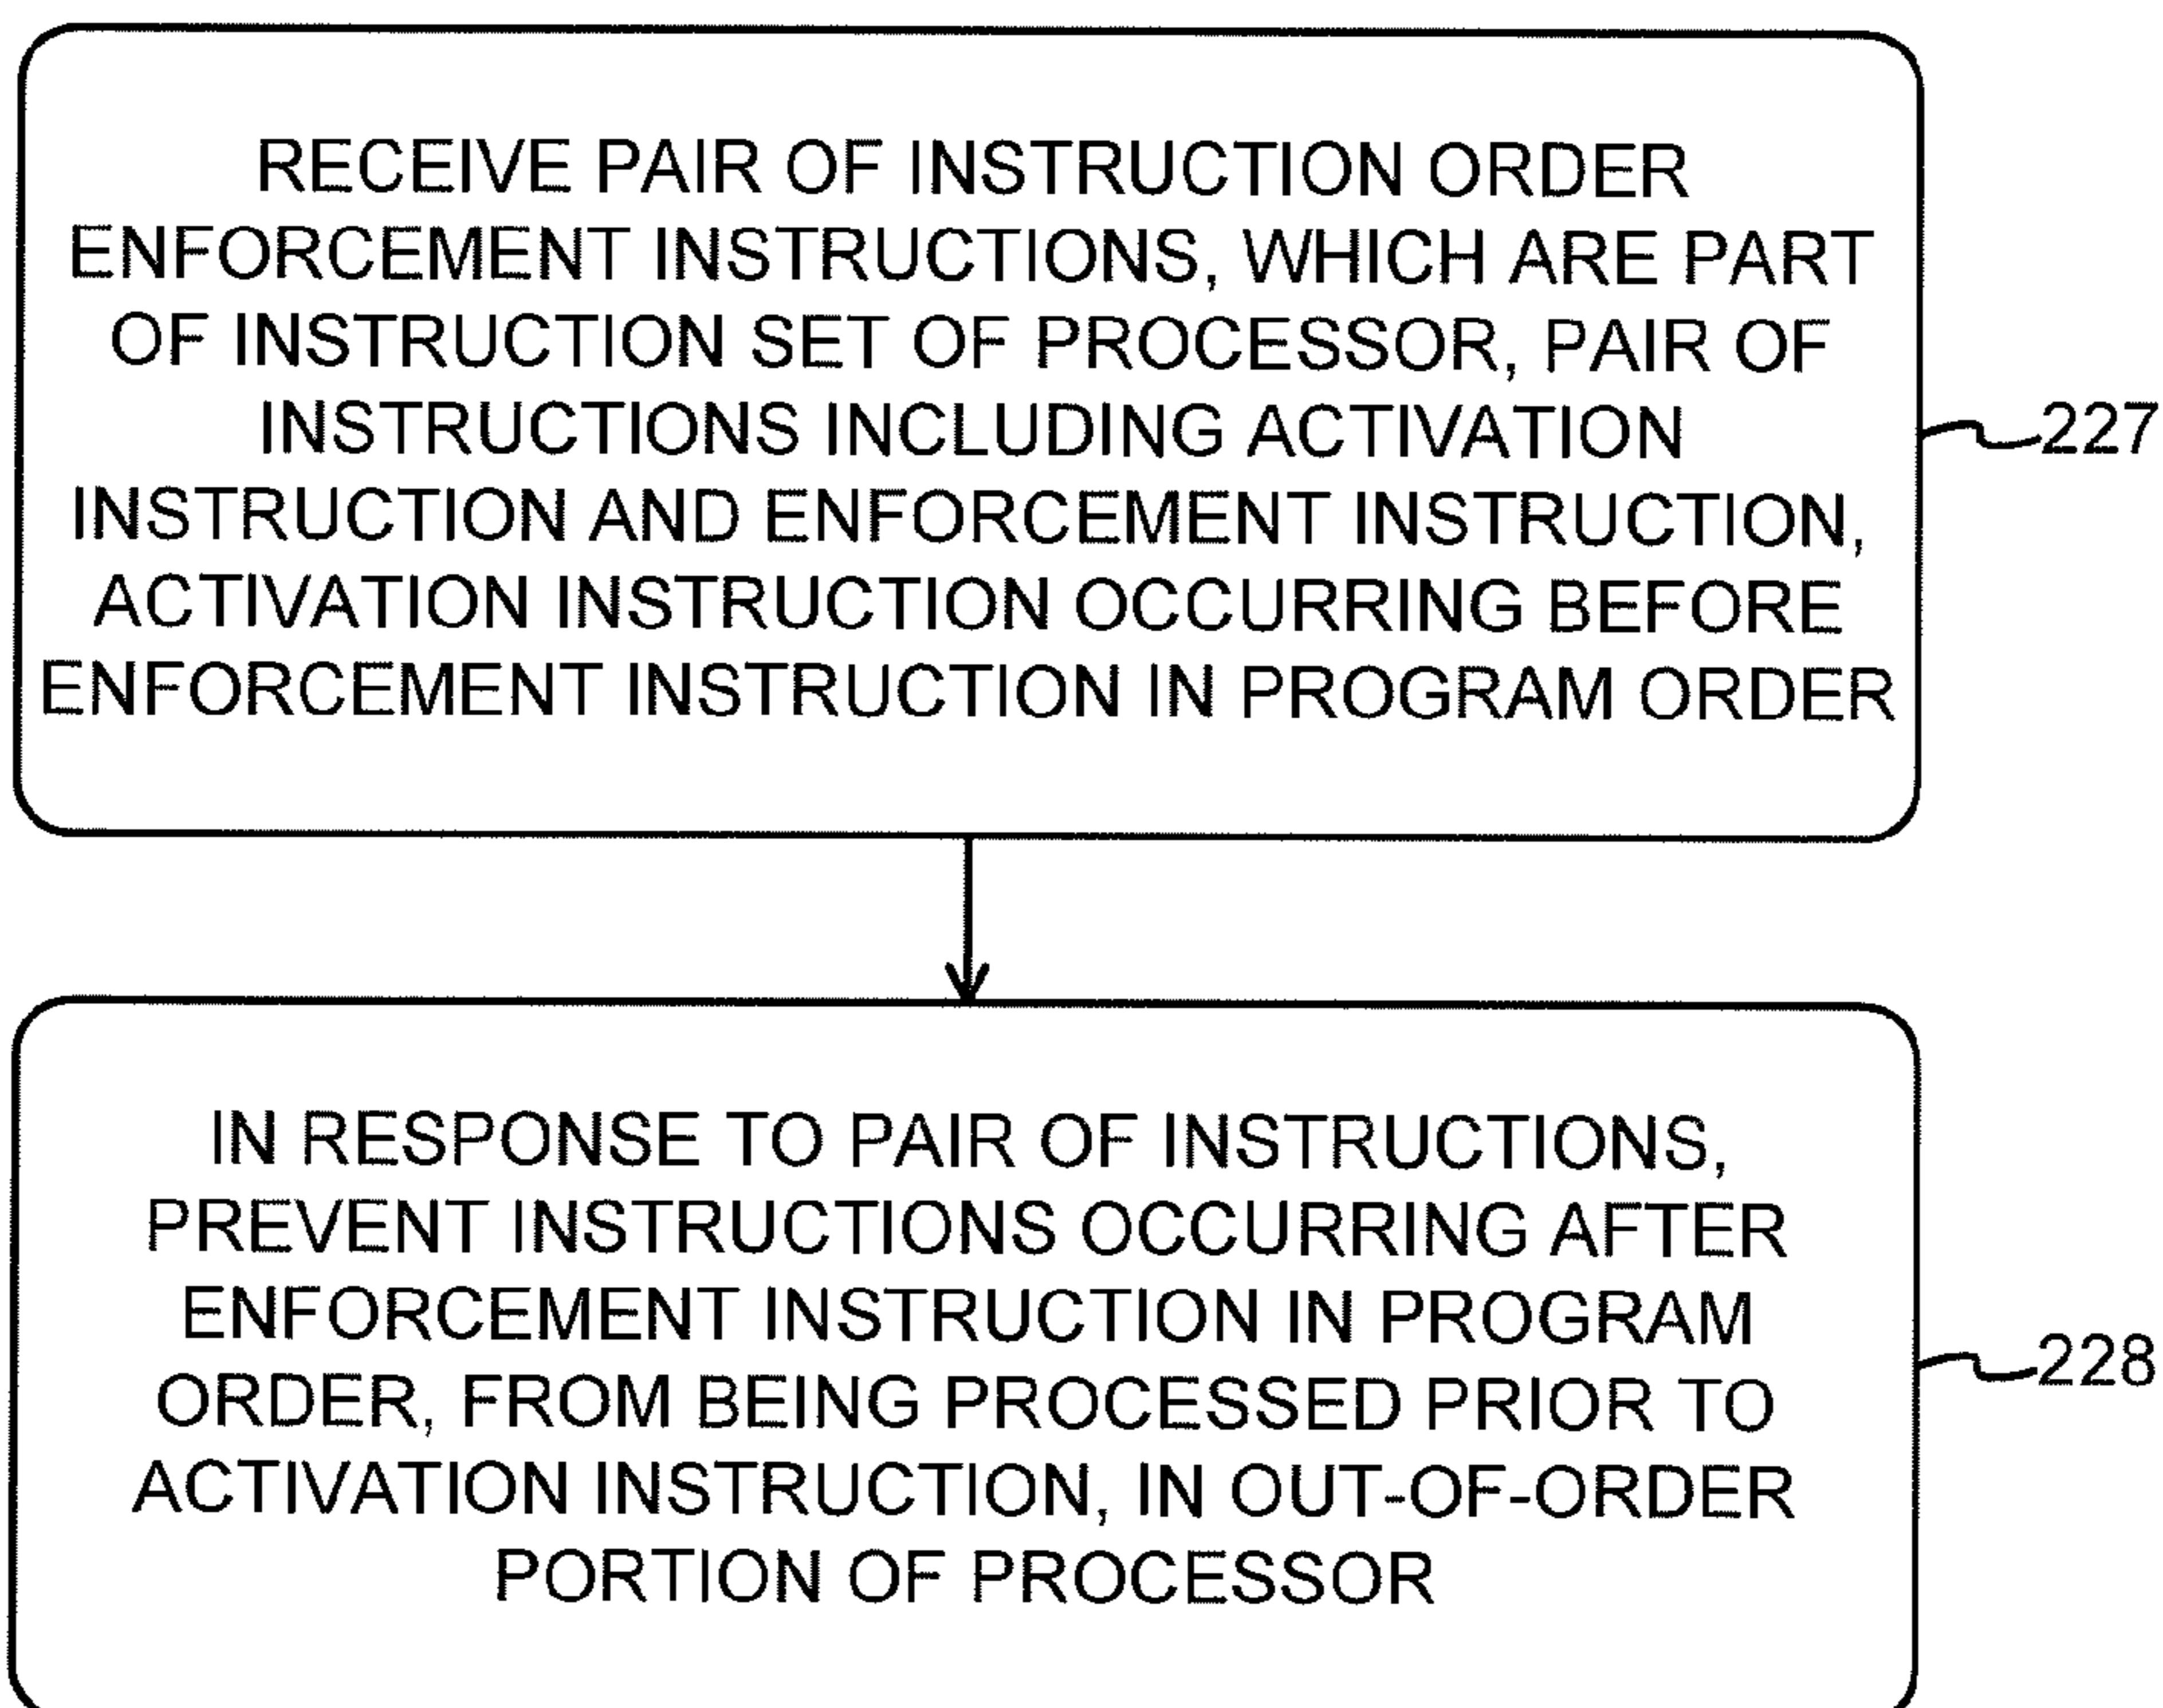 RECEIVE PAIR OF INSTRUCTION ORDER
ENFORCEMENT INSTRUCTIONS, WHICH ARE PART
OF INSTRUCTION SET OF PROCESSOR, PAIR OF
INSTRUCTIONS INCLUDING ACTIVATION
INSTRUCTION AND ENFORCEMENT INSTRUCTION,
ACTIVATION INSTRUCTION OCCURRING BEFORE
ENFORCEMENT INSTRUCTION IN PROGRAM ORDER
227
IN RESPONSE TO PAIR OF INSTRUCTIONS,
PREVENT INSTRUCTIONS OCCURRING AFTER
ENFORCEMENT INSTRUCTION IN PROGRAM
ORDER, FROM BEING PROCESSED PRIOR TO
ACTIVATION INSTRUCTION, IN OUT-OF-ORDER
PORTION OF PROCESSOR
228